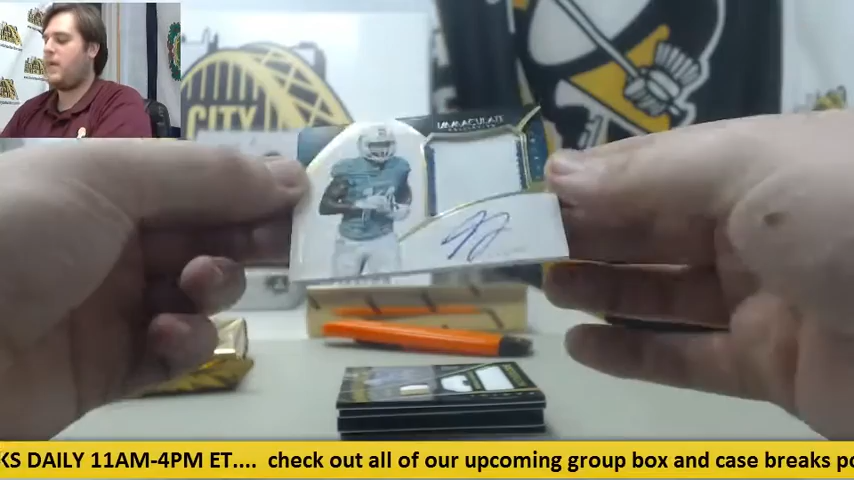 CITY
IMMACULATE
COLLECTION
KS DAILY 11AM-4PM ET.... check out all of our upcoming group box and case breaks po